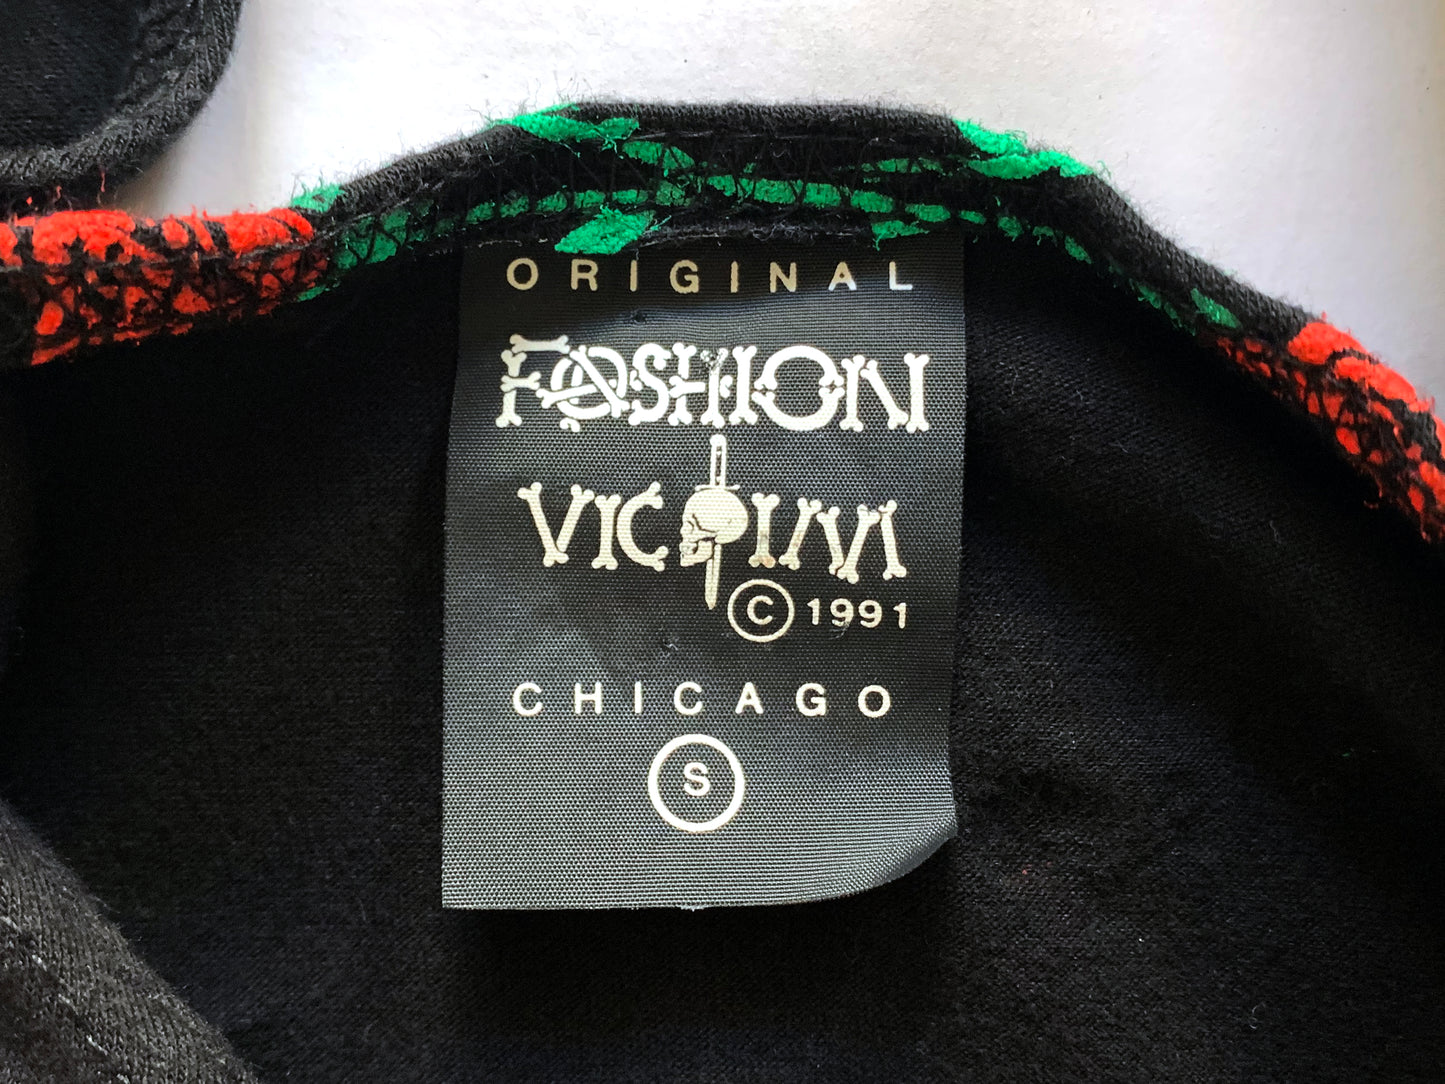 ORIGINAL
FASHION
VICTIM
© 1991
CHICAGO
S